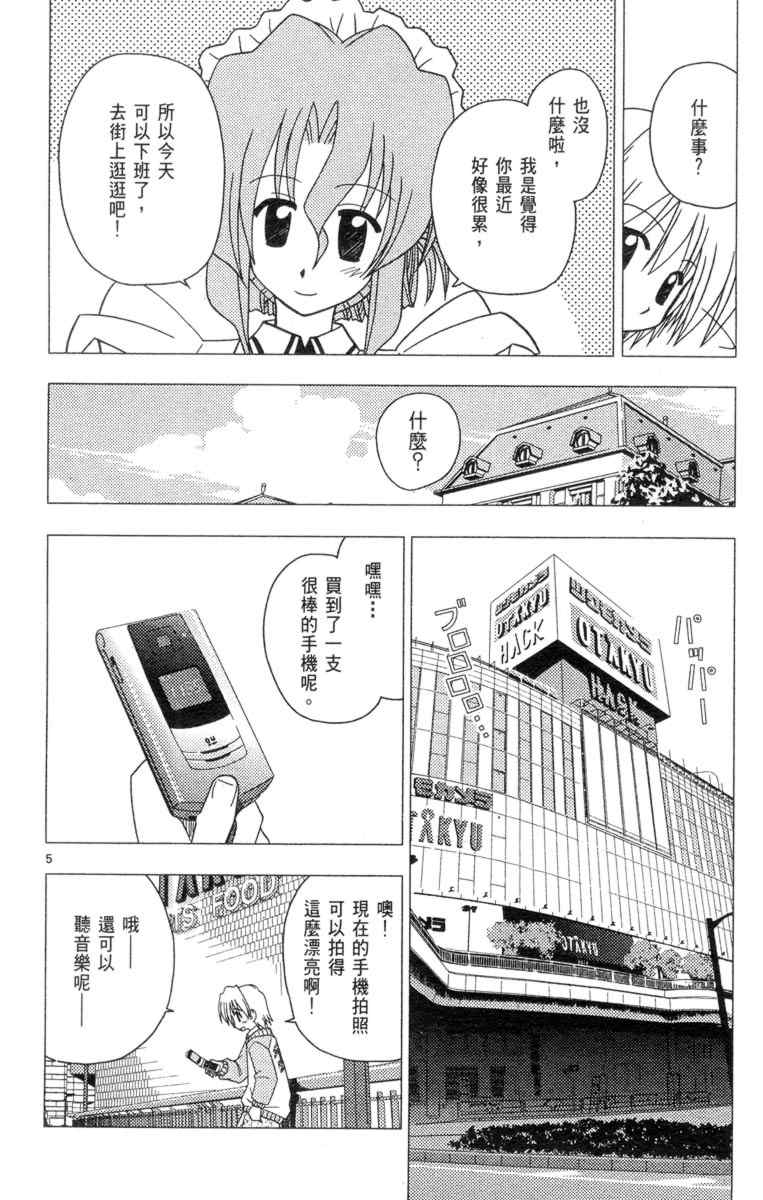 什麼事?
也沒
什麼啦，
我是覺得
你最近
好像很累，
所以今天
可以下班了，
去街上逛逛吧！
什麼?
パッパー
ブロロロロ…
OTAKYU
HACK
OTAKYU
HACK
TAKYU
OTAKYU
嘿嘿…
買到了一支
很棒的手機呢。
5
噢！
現在的手機拍照
可以拍得
這麼漂亮啊！
哦——
還可以
聽音樂呢——
FOOD